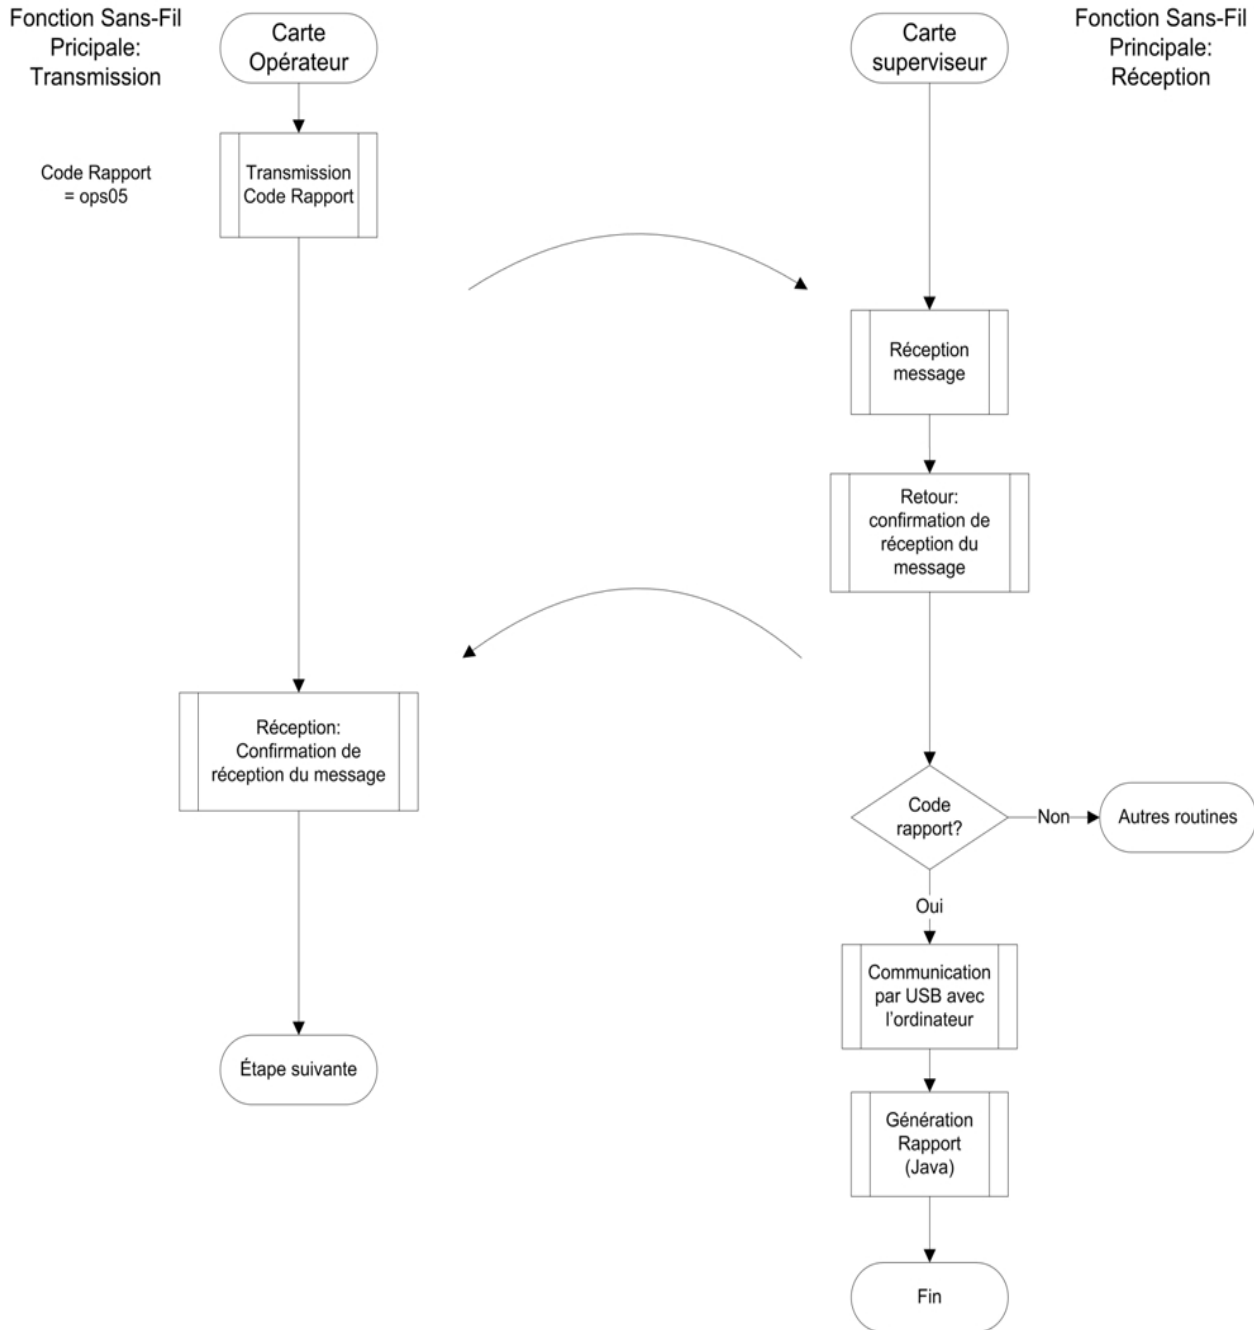 Fonction Sans-Fil
Pricipale:
Transmission
Carte
Opérateur
Carte
superviseur
Fonction Sans-Fil
Principale:
Réception
Code Rapport
= ops05
Transmission
Code Rapport
Réception
message
Retour:
confirmation de
réception du
message
Réception:
Confirmation de
réception du message
Code
rapport?
Non
Autres routines
Oui
Communication
par USB avec
l'ordinateur
Étape suivante
Génération
Rapport
(Java)
Fin